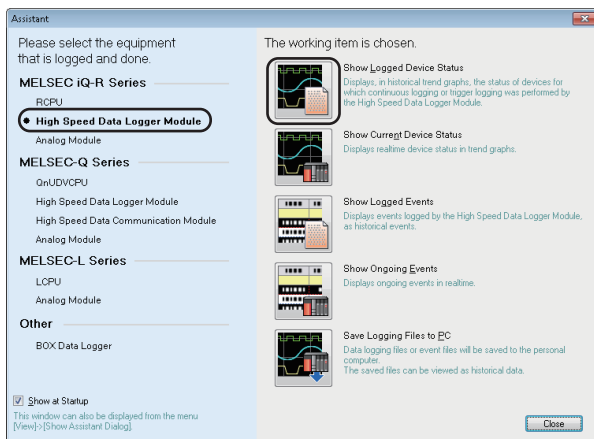 Assistant
Please select the equipment
that is logged and done.
MELSEC iQ-R Series
RCPU
High Speed Data Logger Module
Analog Module
MELSEC-Q Series
QnUDVCPU
High Speed Data Logger Module
High Speed Data Communication Module
Analog Module
MELSEC-L Series
LCPU
Analog Module
Other
BOX Data Logger
Show at Startup
This window can also be displayed from the menu
[View]->[Show Assistant Dialog].
The working item is chosen.
Show Logged Device Status
Displays, in historical trend graphs, the status of devices for
which continuous logging or trigger logging was performed by
the High Speed Data Logger Module.
Show Current Device Status
Displays realtime device status in trend graphs.
Show Logged Events
Displays events logged by the High Speed Data Logger Module,
as historical events.
Show Ongoing Events
Displays ongoing events in realtime.
Save Logging Files to PC
Data logging files or event files will be saved to the personal
computer.
The saved files can be viewed as historical data.
Close